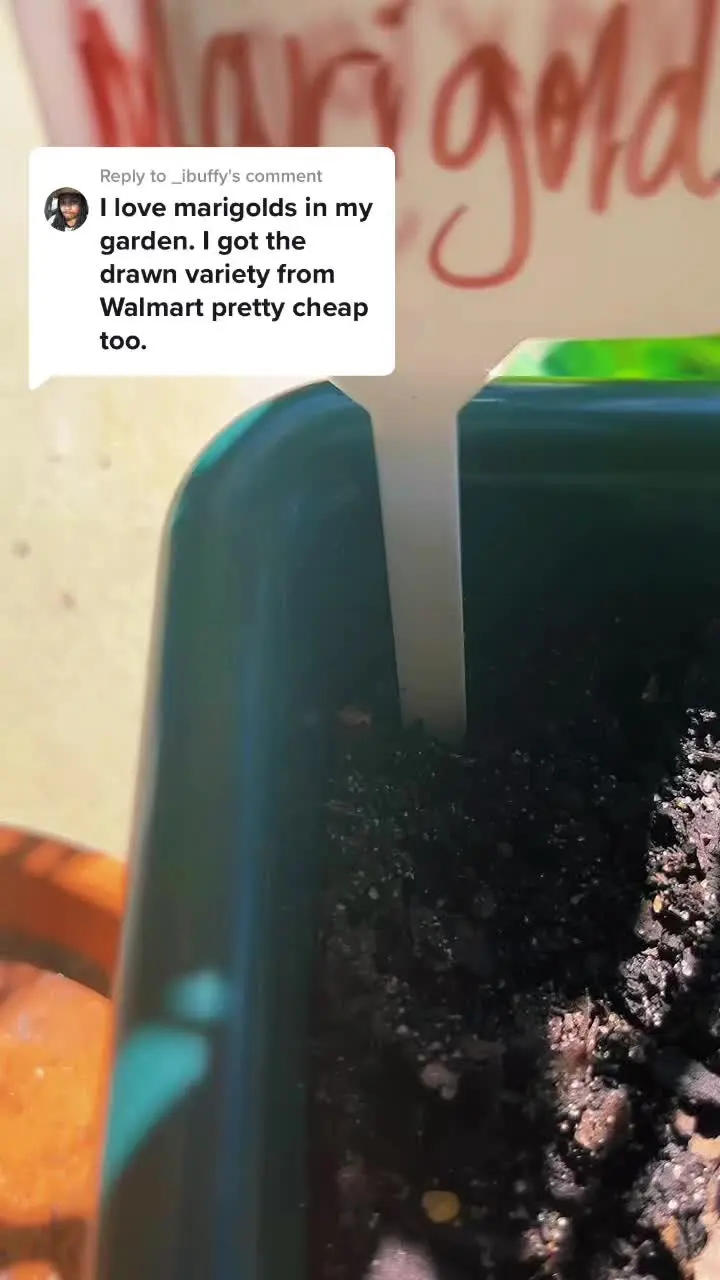 Marigold
Reply to _ibuffy's comment
I love marigolds in my
garden. I got the
drawn variety from
Walmart pretty cheap
too.